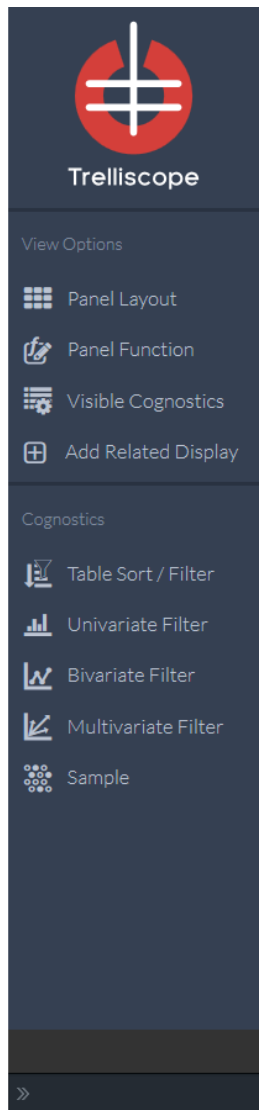 Trelliscope
View Options
Panel Layout
Panel Function
Visible Cognostics
Add Related Display
Cognostics
Table Sort / Filter
Univariate Filter
Bivariate Filter
Multivariate Filter
Sample